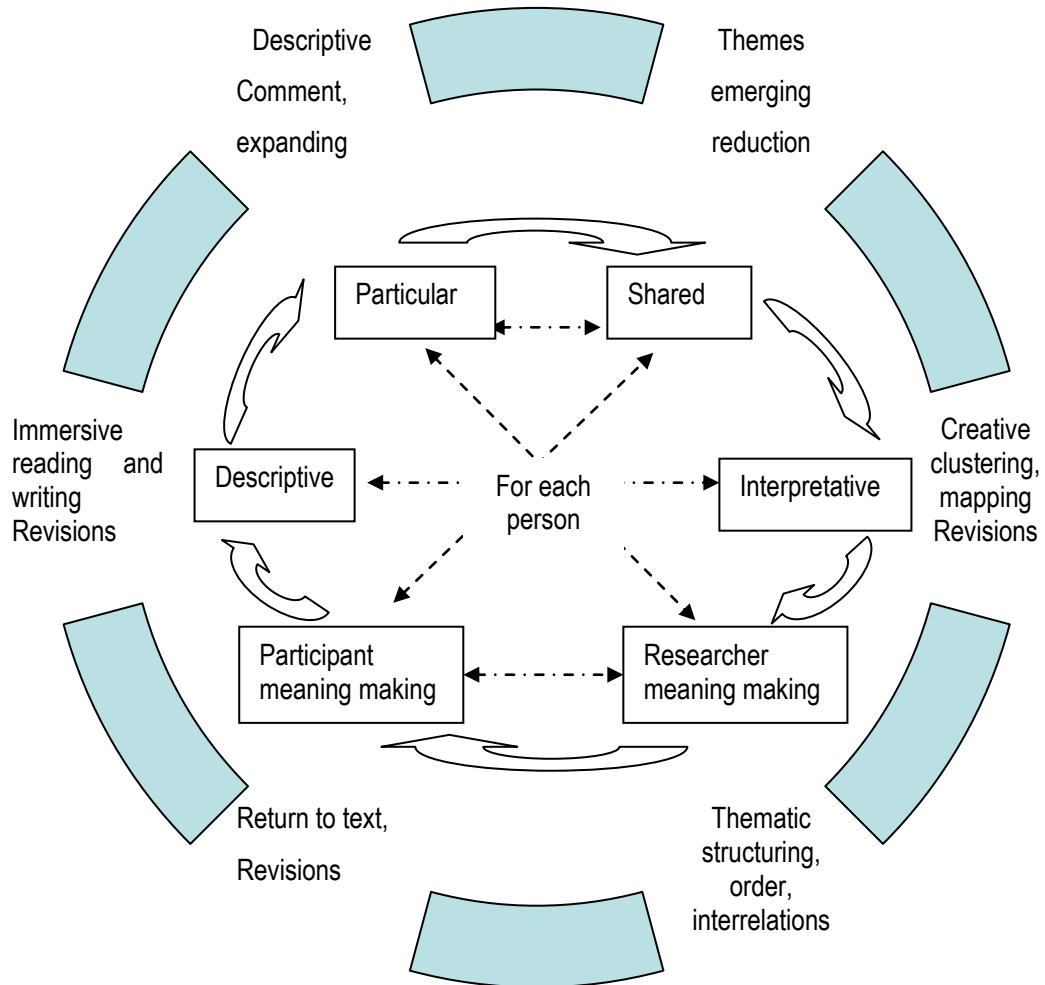 Descriptive
Comment,
expanding
Themes
emerging
reduction
Particular
Shared
Immersive
reading and
writing
Revisions
Descriptive
For each
person
Interpretative
Creative
clustering,
mapping
Revisions
Participant
meaning making
Researcher
meaning making
Return to text,
Revisions
Thematic
structuring,
order,
interrelations